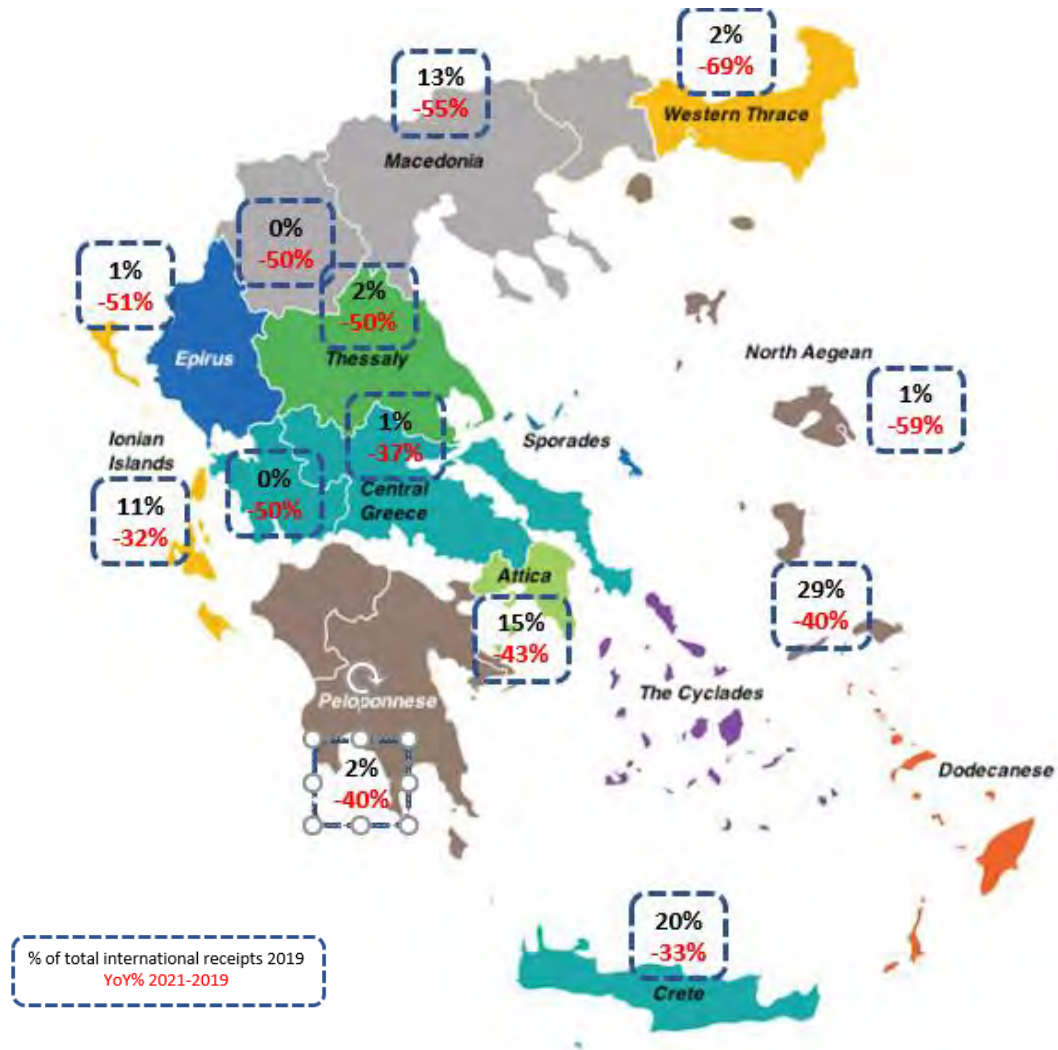 2%
-69%
Western Thrace
13%
-55%
Macedonia
0%
-50%
1%
-51%
2%
-50%
Epirus
Thessaly
North Aegean
1%
-59%
1%
-37%
Sporades
Ionian
Islands
11%
-32%
0%
-50%
Central
Greece
Attica
15%
-43%
29%
-40%
The Cyclades
Peloponnese
2%
-40%
Dodecanese
20%
-33%
Crete
% of total international receipts 2019
YoY% 2021-2019